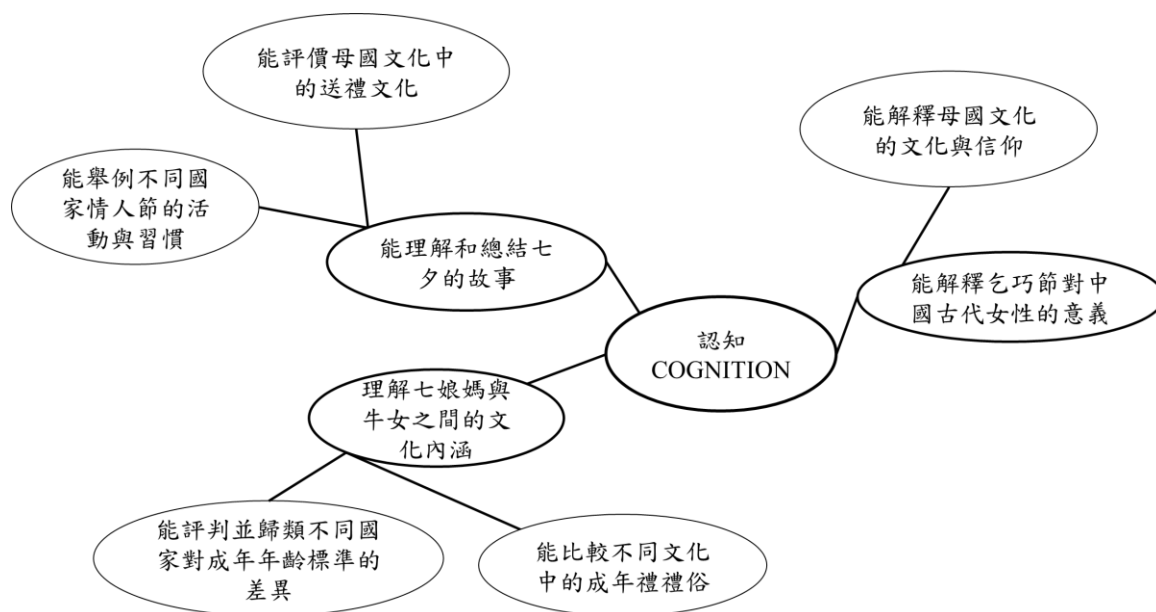 能評價母國文化中
的送禮文化
能解釋母國文化
的文化與信仰
能舉例不同國
家情人節的活
動與習慣
能理解和總結七
夕的故事
能解釋乞巧節對中
國古代女性的意義
認知
COGNITION
理解七娘媽與
牛女之間的文
化內涵
能評判並歸類不同國
家對成年年齡標準的
差異
能比較不同文化
中的成年禮禮俗